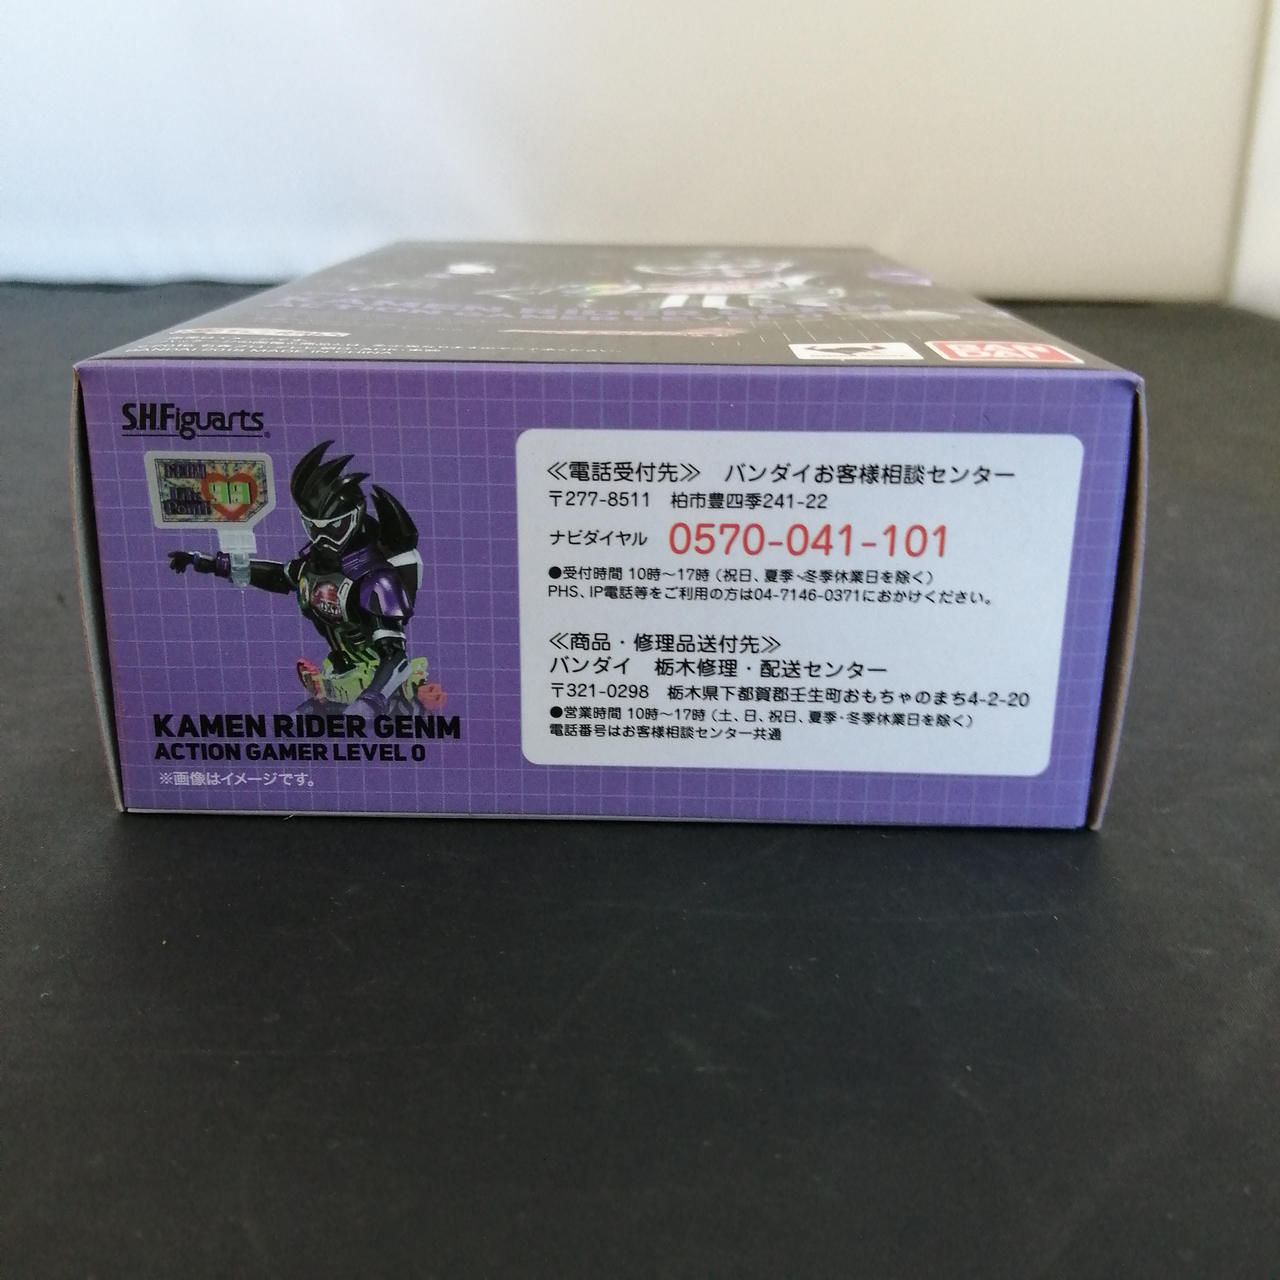 KAMEN RIDER GENM
BANDAI 2018 MADE IN CHINA
BANDAI
S.H.Figuarts
99
KAMEN RIDER GENM
ACTION GAMER LEVEL 0
※画像はイメージです。
≪電話受付先≫ バンダイお客様相談センター
〒277-8511 柏市豊四季241-22
ナビダイヤル 0570-041-101
●受付時間 10時～17時（祝日、夏季・冬季休業日を除く）
PHS、IP電話等をご利用の方は04-7146-0371におかけください。
≪商品・修理品送付先≫
バンダイ 栃木修理・配送センター
〒321-0298 栃木県下都賀郡壬生町おもちゃのまち4-2-20
●営業時間 10時～17時（土、日、祝日、夏季・冬季休業日を除く）
電話番号はお客様相談センター共通